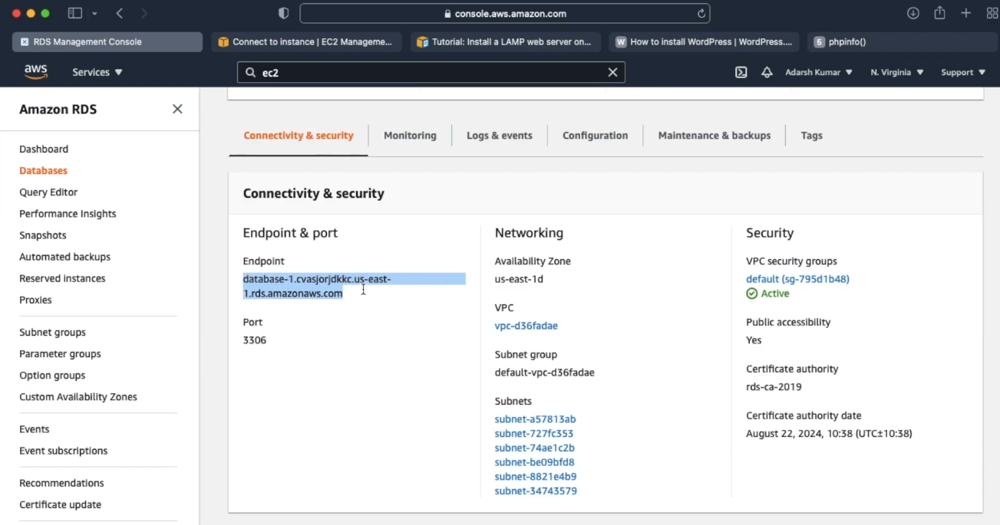 console.aws.amazon.com
RDS Management Console
Connect to instance | EC2 Manageme...
Tutorial: Install a LAMP web server on...
W How to install WordPress | WordPress....
5 phpinfo()
aws
Services
ec2
Adarsh Kumar
N. Virginia
Support
Amazon RDS
Dashboard
Databases
Query Editor
Performance Insights
Snapshots
Automated backups
Reserved instances
Proxies
Subnet groups
Parameter groups
Option groups
Custom Availability Zones
Events
Event subscriptions
Recommendations
Certificate update
Connectivity & security
Monitoring
Logs & events
Configuration
Maintenance & backups
Tags
Connectivity & security
Endpoint & port
Endpoint
database-1.cvasjorjdkkc.us-east-
1.rds.amazonaws.com
Port
3306
Networking
Availability Zone
us-east-1d
VPC
vpc-d36fadae
Subnet group
default-vpc-d36fadae
Subnets
subnet-a57813ab
subnet-727fc353
subnet-74ae1c2b
subnet-be09bfd8
subnet-8821e4b9
subnet-34743579
Security
VPC security groups
default (sg-795d1b48)
Active
Public accessibility
Yes
Certificate authority
rds-ca-2019
Certificate authority date
August 22, 2024, 10:38 (UTC±10:38)